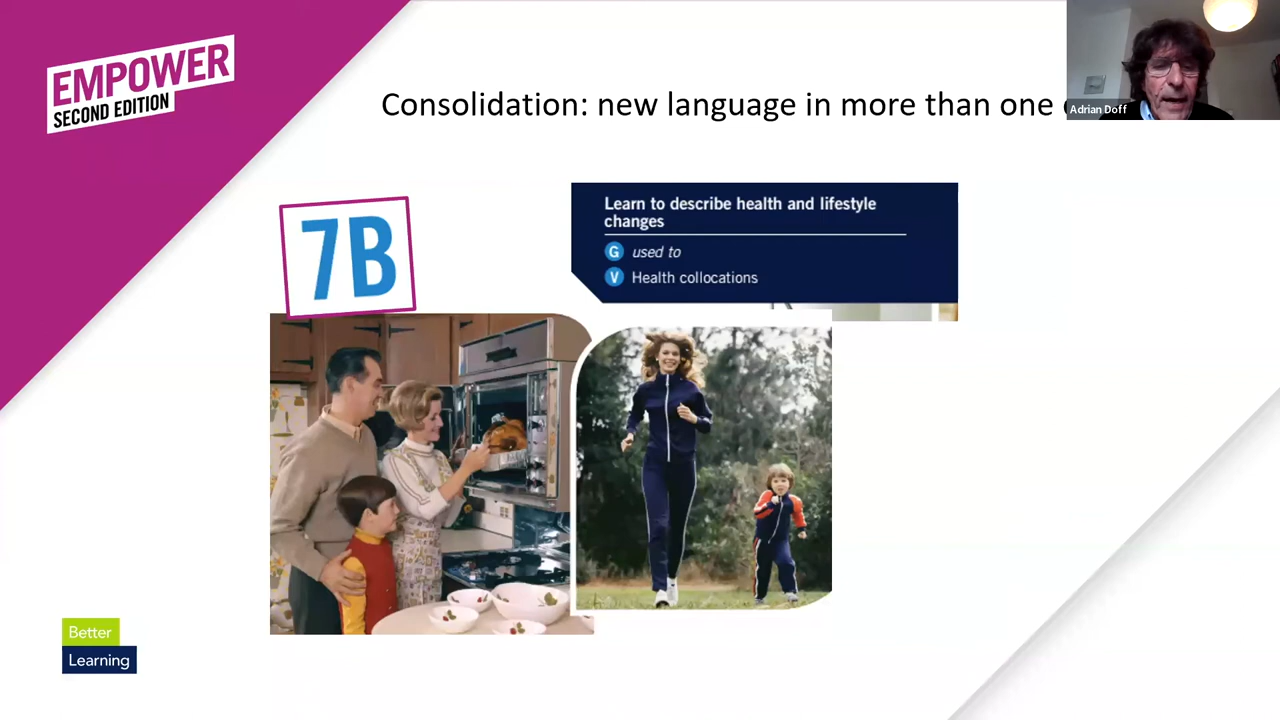 EMPOWER
SECOND EDITION
Consolidation: new language in more than one
Adrian Doff
7B
Learn to describe health and lifestyle
changes
G used to
V Health collocations
Better
Learning